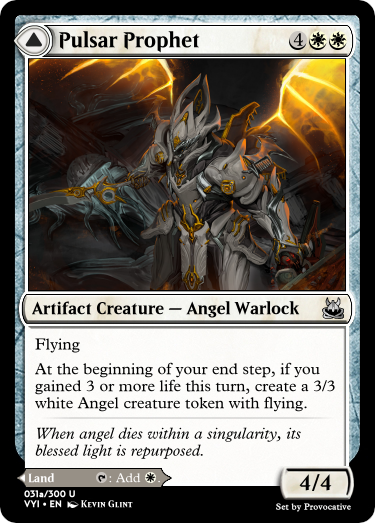 Pulsar Prophet 4
Artifact Creature — Angel Warlock
Flying
At the beginning of your end step, if you
gained 3 or more life this turn, create a 3/3
white Angel creature token with flying.
When angel dies within a singularity, its
blessed light is repurposed.
Land : Add .
4/4
031a/300 U
VYI • EN Kevin Glint
Set by Provocative